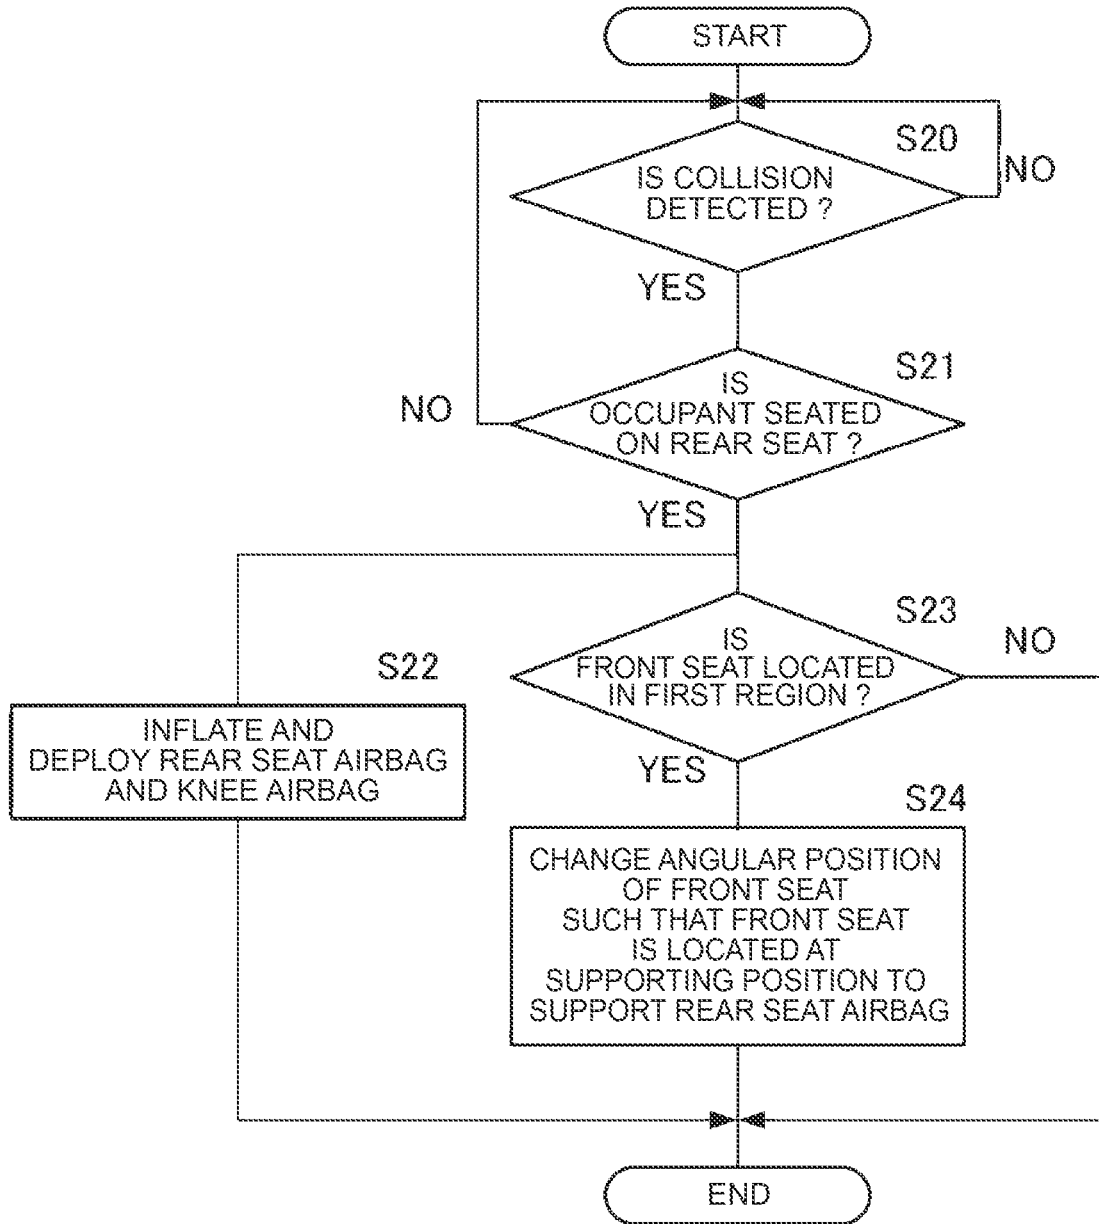 START
S20
IS COLLISION
DETECTED ?
NO
YES
S21
IS
OCCUPANT SEATED
ON REAR SEAT ?
NO
YES
S23
IS
FRONT SEAT LOCATED
IN FIRST REGION ?
NO
YES
S22
INFLATE AND
DEPLOY REAR SEAT AIRBAG
AND KNEE AIRBAG
S24
CHANGE ANGULAR POSITION
OF FRONT SEAT
SUCH THAT FRONT SEAT
IS LOCATED AT
SUPPORTING POSITION TO
SUPPORT REAR SEAT AIRBAG
END